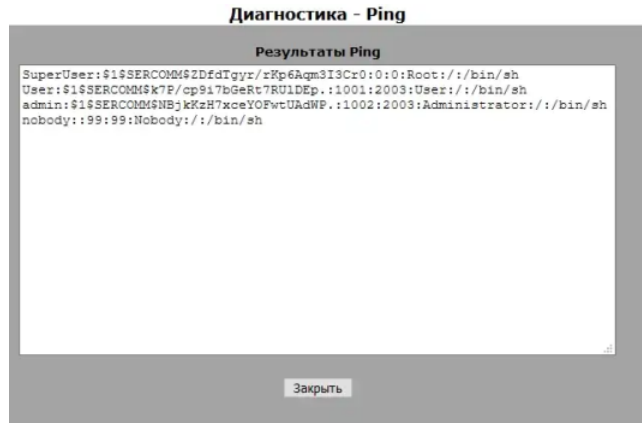 Диагностика - Ping
Результаты Ping
SuperUser:$1$SERCOMM$ZDfdTgyr/rKp6Aqm3I3Cr0:0:0:Root:/:/bin/sh
User:$1$SERCOMM$k7P/cp9i7bGeRt7RUlDEp.:1001:2003:User:/:/bin/sh
admin:$1$SERCOMM$NBjkKzH7xceYOFwtUAdWP.:1002:2003:Administrator:/:/bin/sh
nobody::99:99:Nobody:/:/bin/sh
Закрыть